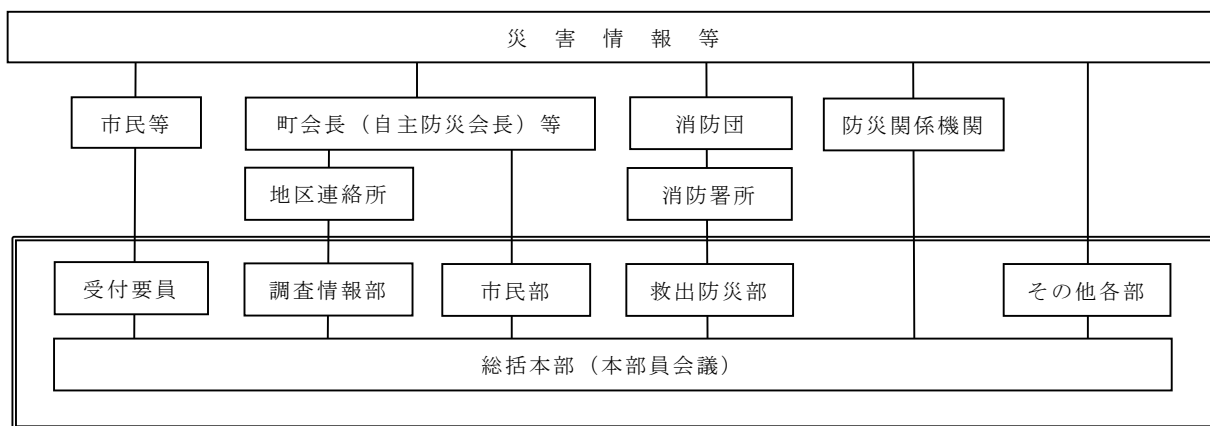 災害情報等
市民等
町会長（自主防災会長）等
消防団
防災関係機関
地区連絡所
消防署所
受付要員
調査情報部
市民部
救出防災部
その他各部
総括本部（本部員会議）